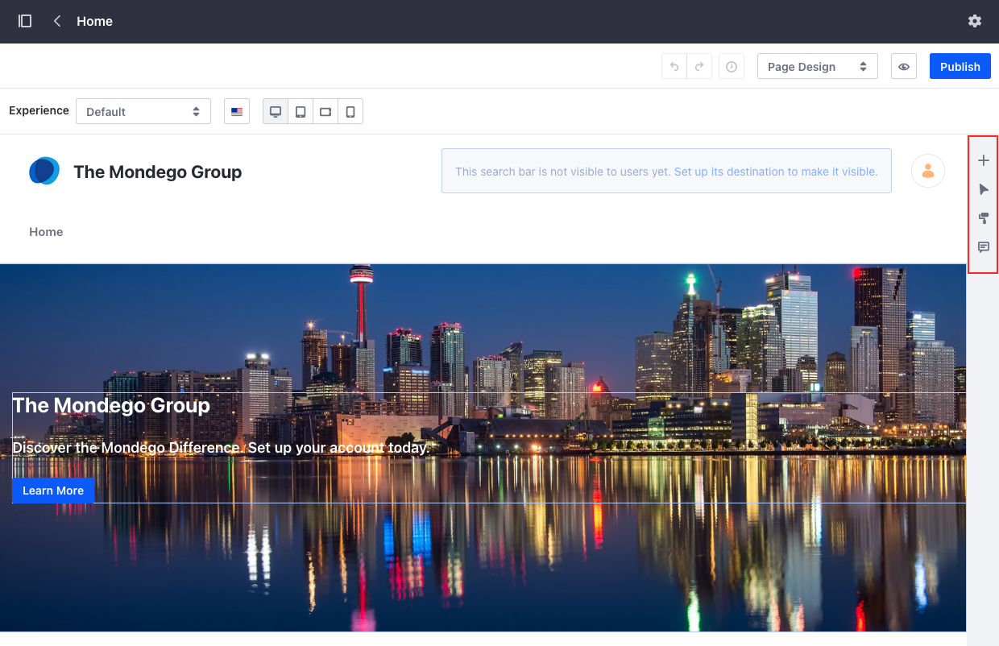 Home
Page Design
Publish
Experience
Default
The Mondego Group
This search bar is not visible to users yet. Set up its destination to make it visible.
Home
The Mondego Group
Discover the Mondego Difference. Set up your account today.
Learn More